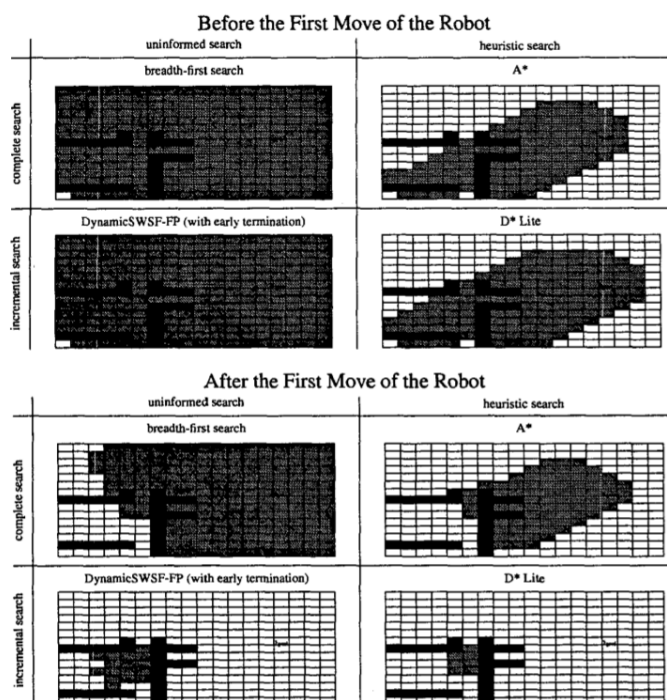 Before the First Move of the Robot
uninformed search
heuristic search
complete search
breadth-first search
A*
incremental search
DynamicSWSF-FP (with early termination)
D* Lite
After the First Move of the Robot
uninformed search
heuristic search
complete search
breadth-first search
A*
incremental search
DynamicSWSF-FP (with early termination)
D* Lite